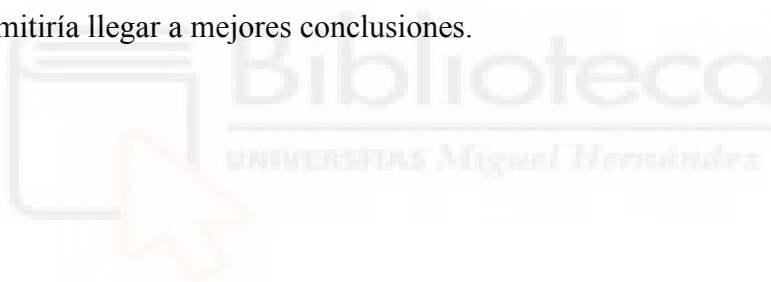 mitiría llegar a mejores conclusiones.
Biblioteca
UNIVERSITAS Miguel Hernández